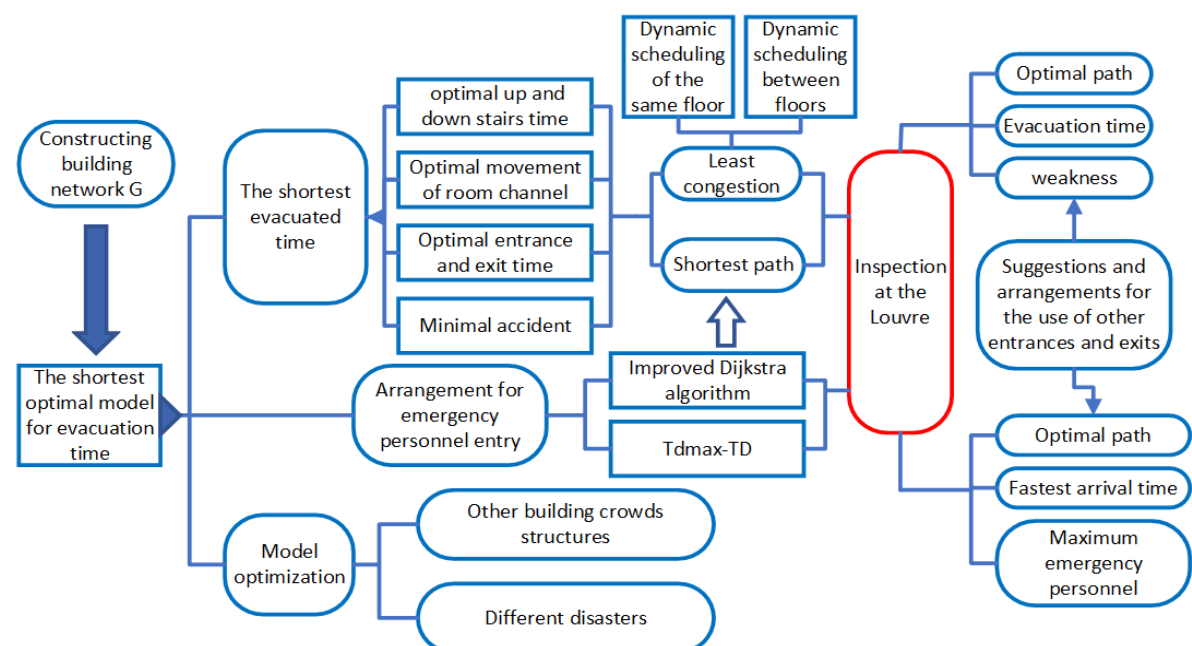 Constructing
building
network G
The shortest
optimal model
for evacuation
time
The shortest
evacuated
time
optimal up and
down stairs time
Optimal movement
of room channel
Optimal entrance
and exit time
Minimal accident
Arrangement for
emergency
personnel entry
Model
optimization
Other building crowds
structures
Different disasters
Dynamic
scheduling
of the
same floor
Dynamic
scheduling
between
floors
Least
congestion
Shortest path
Improved Dijkstra
algorithm
Tdmax-TD
Inspection
at the
Louvre
Optimal path
Evacuation time
weakness
Suggestions and
arrangements for
the use of other
entrances and exits
Optimal path
Fastest arrival time
Maximum
emergency
personnel